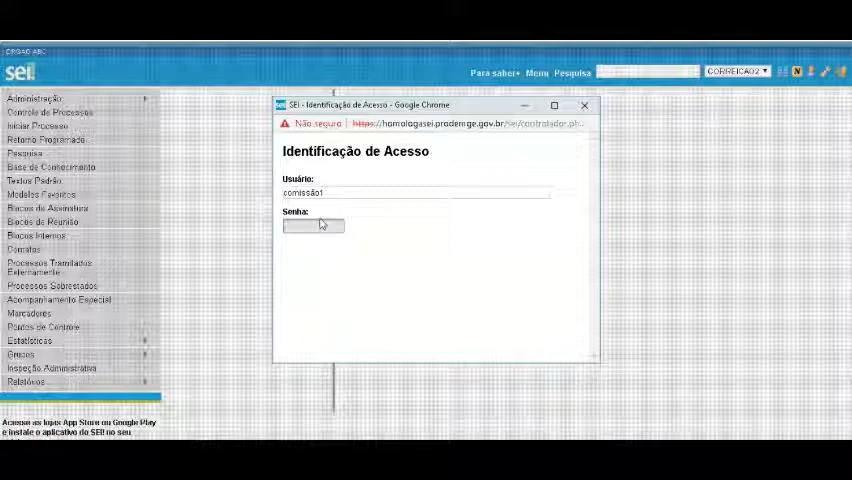 ORGAO ABC
sei!
Para saber+ Menu Pesquisa
CORREICAO2
N
Administração
Controle de Processos
Iniciar Processo
Retorno Programado
Pesquisa
Base de Conhecimento
Textos Padrão
Modelos Favoritos
Blocos de Assinatura
Blocos de Reunião
Blocos Internos
Contatos
Processos Tramitados
Externamente
Processos Sobrestados
Acompanhamento Especial
Marcadores
Pontos de Controle
Estatísticas
Grupos
Inspeção Administrativa
Relatórios
Acesse as lojas App Store ou Google Play
e instale o aplicativo do SEI! no seu
sei SEI - Identificação de Acesso - Google Chrome
Não seguro | https://homologasei.prodemge.gov.br/sei/controlador.ph...
Identificação de Acesso
Usuário:
comissão1
Senha: